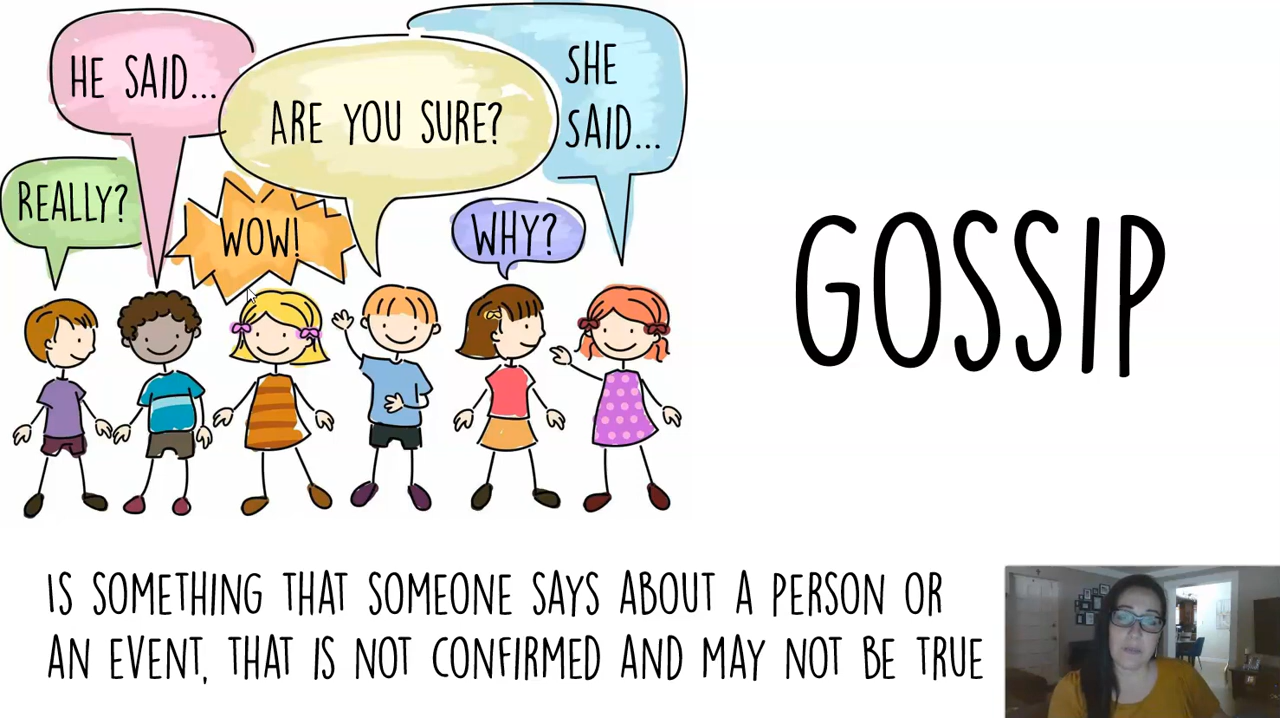 HE SAID...
ARE YOU SURE?
SHE
SAID...
REALLY?
WOW!
WHY?
GOSSIP
IS SOMETHING THAT SOMEONE SAYS ABOUT A PERSON OR
AN EVENT, THAT IS NOT CONFIRMED AND MAY NOT BE TRUE